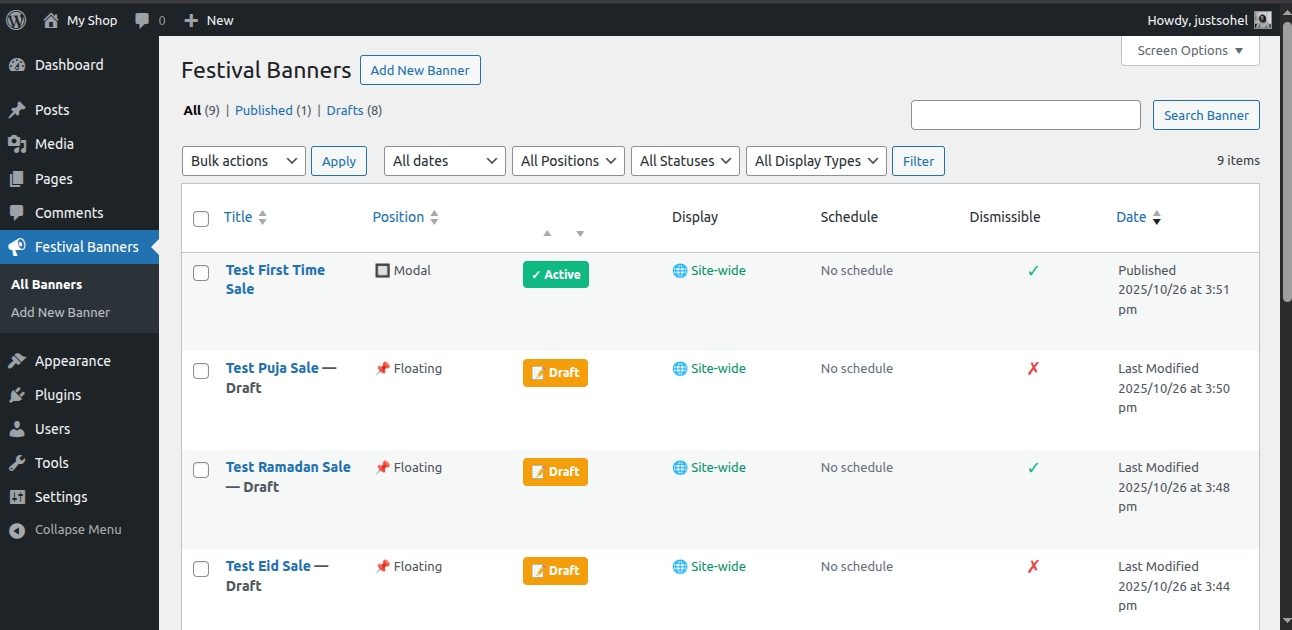 My Shop 0 New Howdy, justsohel
Screen Options
Dashboard
Posts
Media
Pages
Comments
Festival Banners
All Banners
Add New Banner
Appearance
Plugins
Users
Tools
Settings
Collapse Menu
Festival Banners Add New Banner
All (9) | Published (1) | Drafts (8)
Search Banner
Bulk actions Apply All dates All Positions All Statuses All Display Types Filter 9 items
Title Position Display Schedule Dismissible Date
Test First Time Modal ✓ Active Site-wide No schedule ✓ Published
Sale 2025/10/26 at 3:51
pm
Test Puja Sale — Floating Draft Site-wide No schedule ✗ Last Modified
Draft 2025/10/26 at 3:50
pm
Test Ramadan Sale Floating Draft Site-wide No schedule ✓ Last Modified
— Draft 2025/10/26 at 3:48
pm
Test Eid Sale — Floating Draft Site-wide No schedule ✗ Last Modified
Draft 2025/10/26 at 3:44
pm